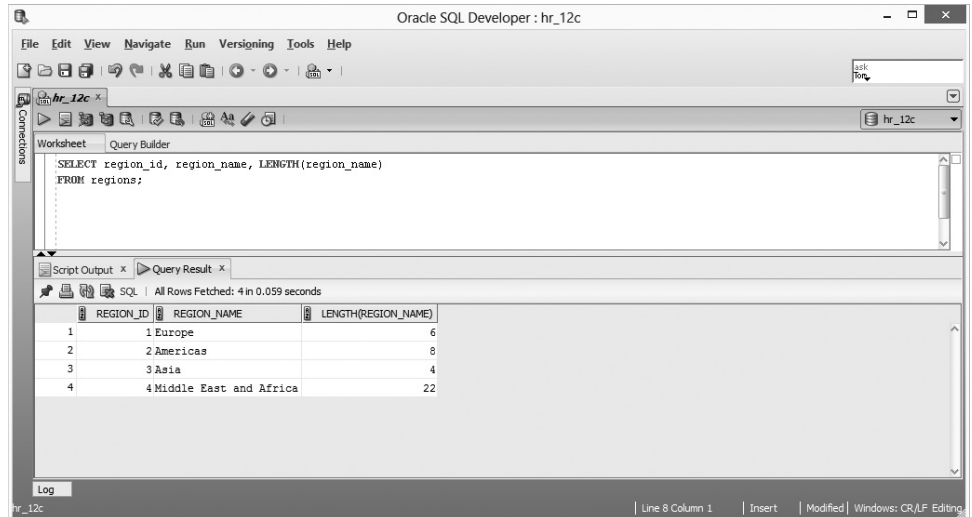 Oracle SQL Developer : hr_12c
File Edit View Navigate Run Versioning Tools Help
ask
Tom
hr_12c x
Connections
hr_12c
Worksheet Query Builder
SELECT region_id, region_name, LENGTH(region_name)
FROM regions;
Script Output x Query Result x
SQL | All Rows Fetched: 4 in 0.059 seconds
REGION_ID REGION_NAME LENGTH(REGION_NAME)
1 1 Europe 6
2 2 Americas 8
3 3 Asia 4
4 4 Middle East and Africa 22
Log
hr_12c | Line 8 Column 1 | Insert | Modified | Windows: CR/LF Editing